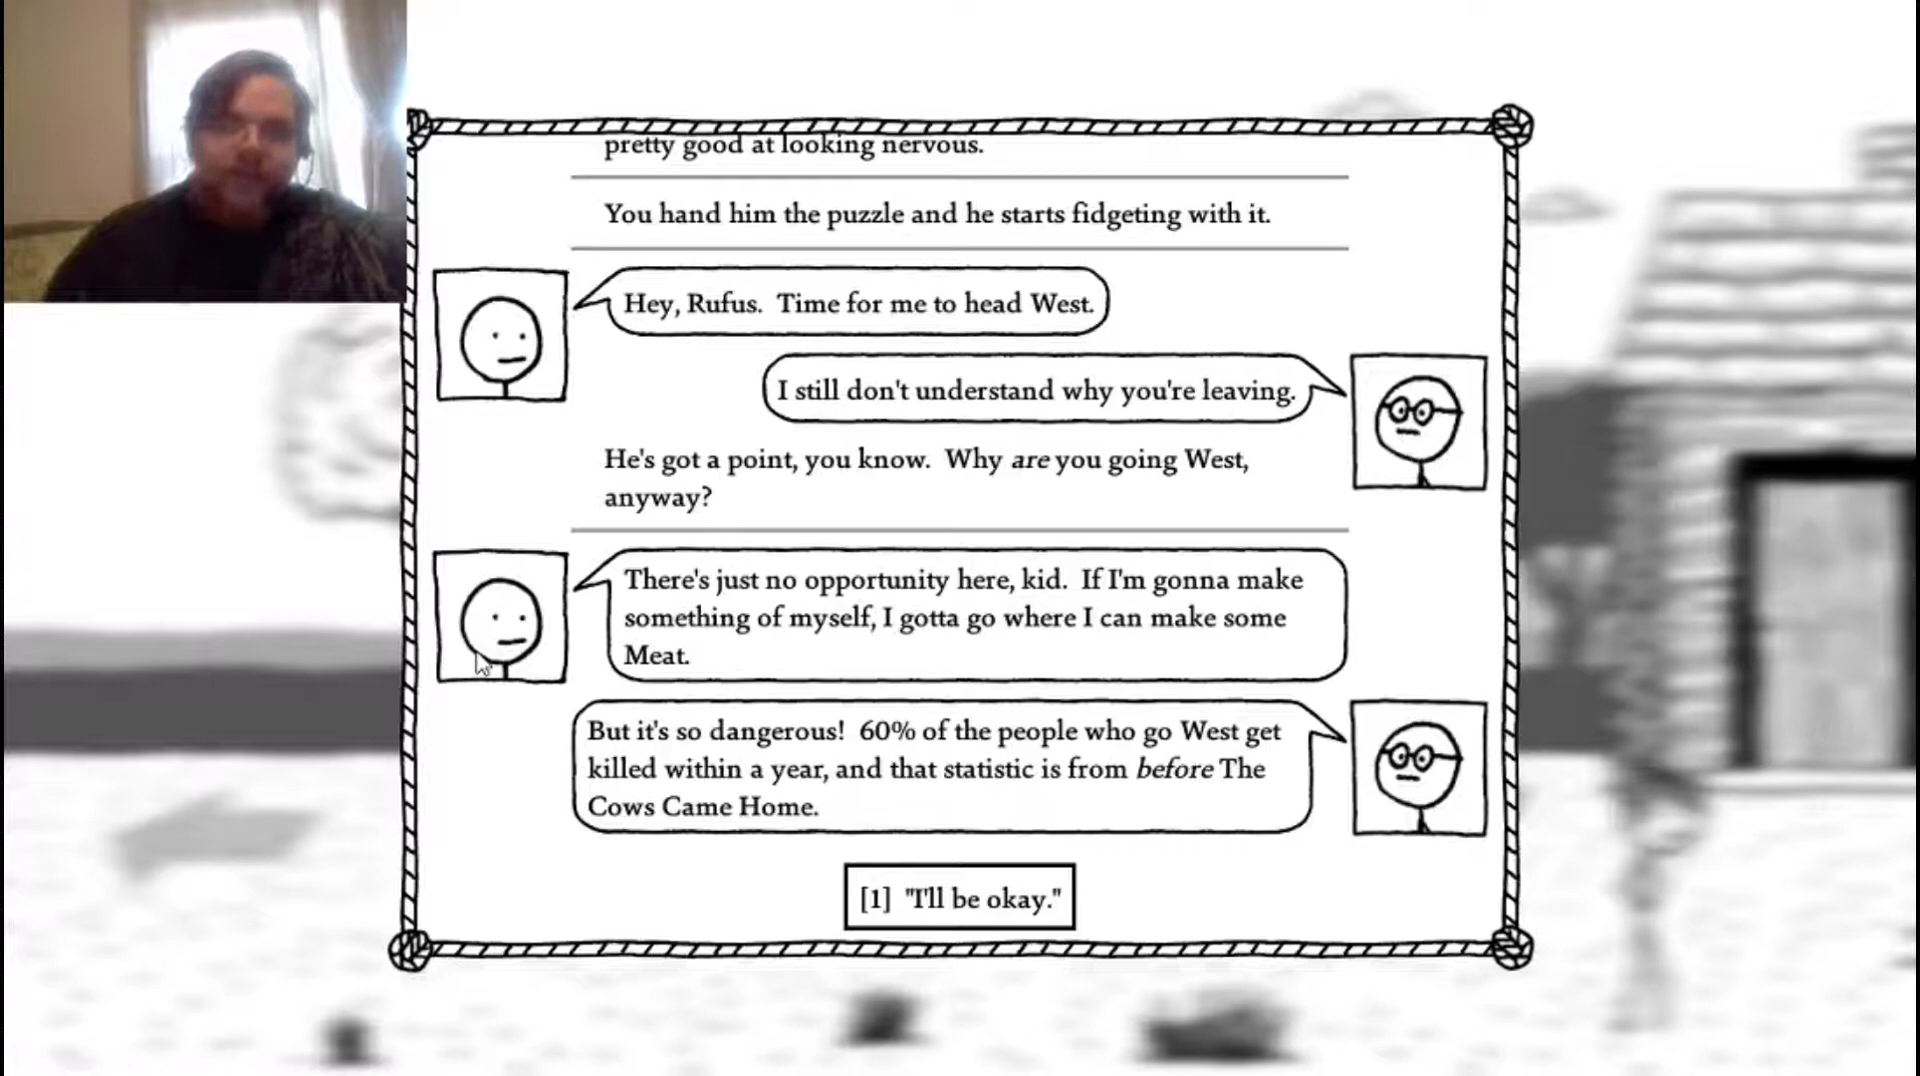 pretty good at looking nervous.
You hand him the puzzle and he starts fidgeting with it.
Hey, Rufus. Time for me to head West.
I still don't understand why you're leaving.
He's got a point, you know. Why are you going West,
anyway?
There's just no opportunity here, kid. If I'm gonna make
something of myself, I gotta go where I can make some
Meat.
But it's so dangerous! 60% of the people who go West get
killed within a year, and that statistic is from before The
Cows Came Home.
[1] "I'll be okay."